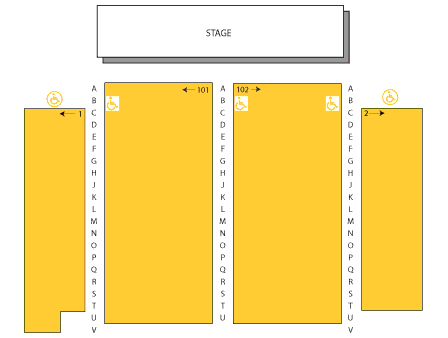 STAGE
A ← 101 A 102 → A
B B B
← 1 C C C 2 →
D D D
E E E
F F F
G G G
H H H
J J J
K K K
L L L
M M M
N N N
O O O
P P P
Q Q Q
R R R
S S S
T T T
U U U
V V